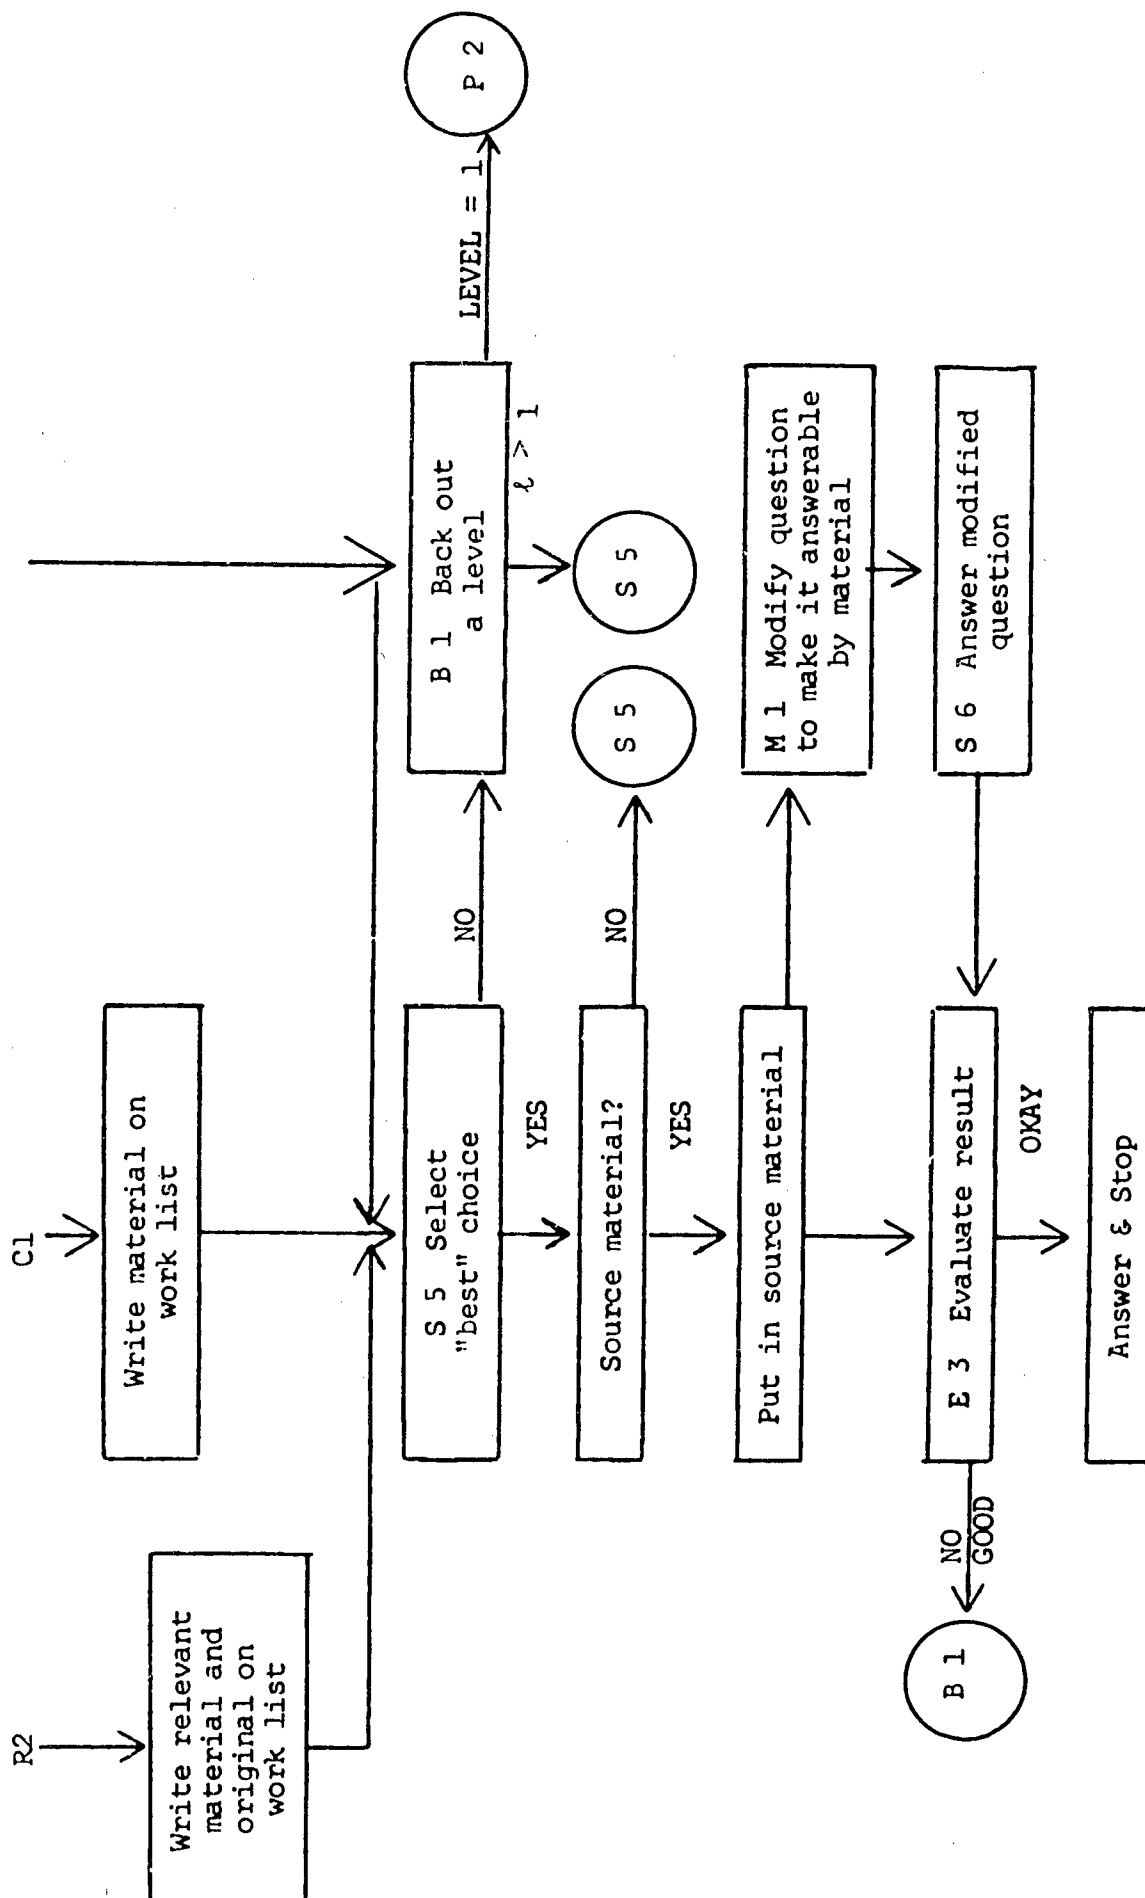 R2
Write relevant
material and
original on
work list
C1
Write material on
work list
S 5 Select
"best" choice
NO
B 1 Back out
a level
LEVEL = 1
P 2
ℓ > 1
S 5
YES
Source material?
NO
S 5
YES
Put in source material
M 1 Modify question
to make it answerable
by material
S 6 Answer modified
question
E 3 Evaluate result
NO
GOOD
B 1
OKAY
Answer & Stop